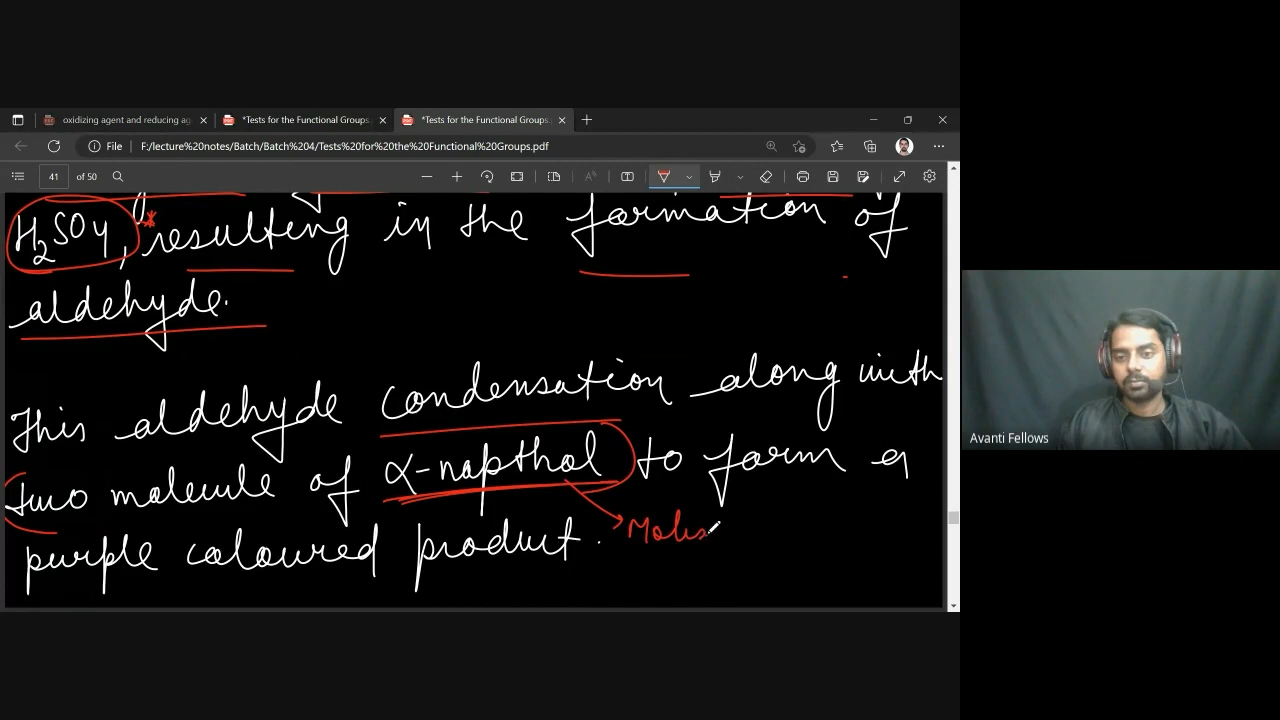 oxidizing agent and reducing ag
*Tests for the Functional Groups.
*Tests for the Functional Groups.
File
F:/lecture%20notes/Batch/Batch%204/Tests%20for%20the%20Functional%20Groups.pdf
41 of 50
H2SO4, * resulting in the formation of
aldehyde.
This aldehyde condensation along with
two molecule of α-napthol to form a
purple coloured product.
Molis
Avanti Fellows